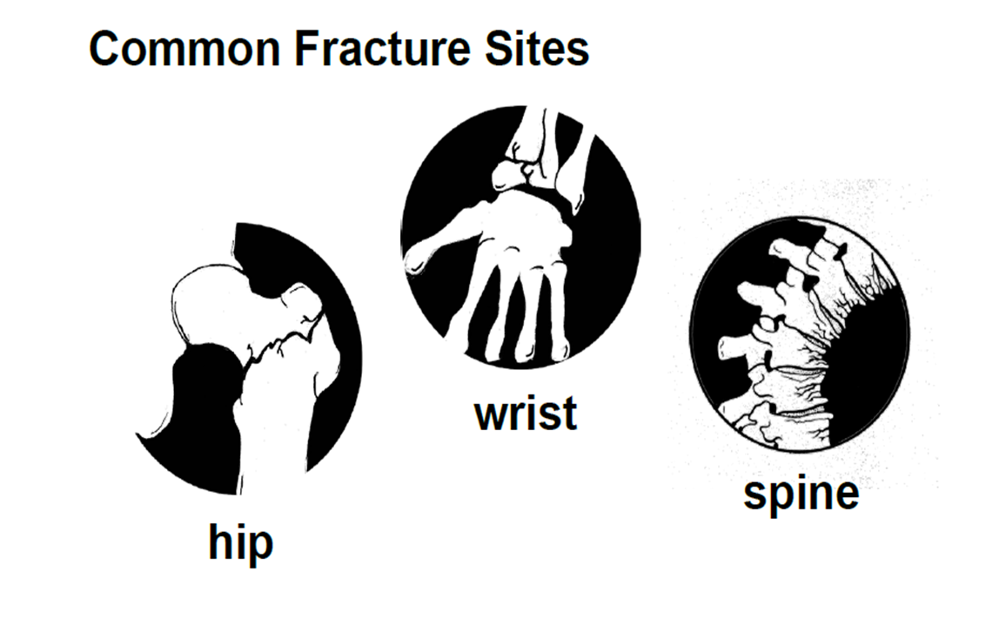 Common Fracture Sites
wrist
spine
hip